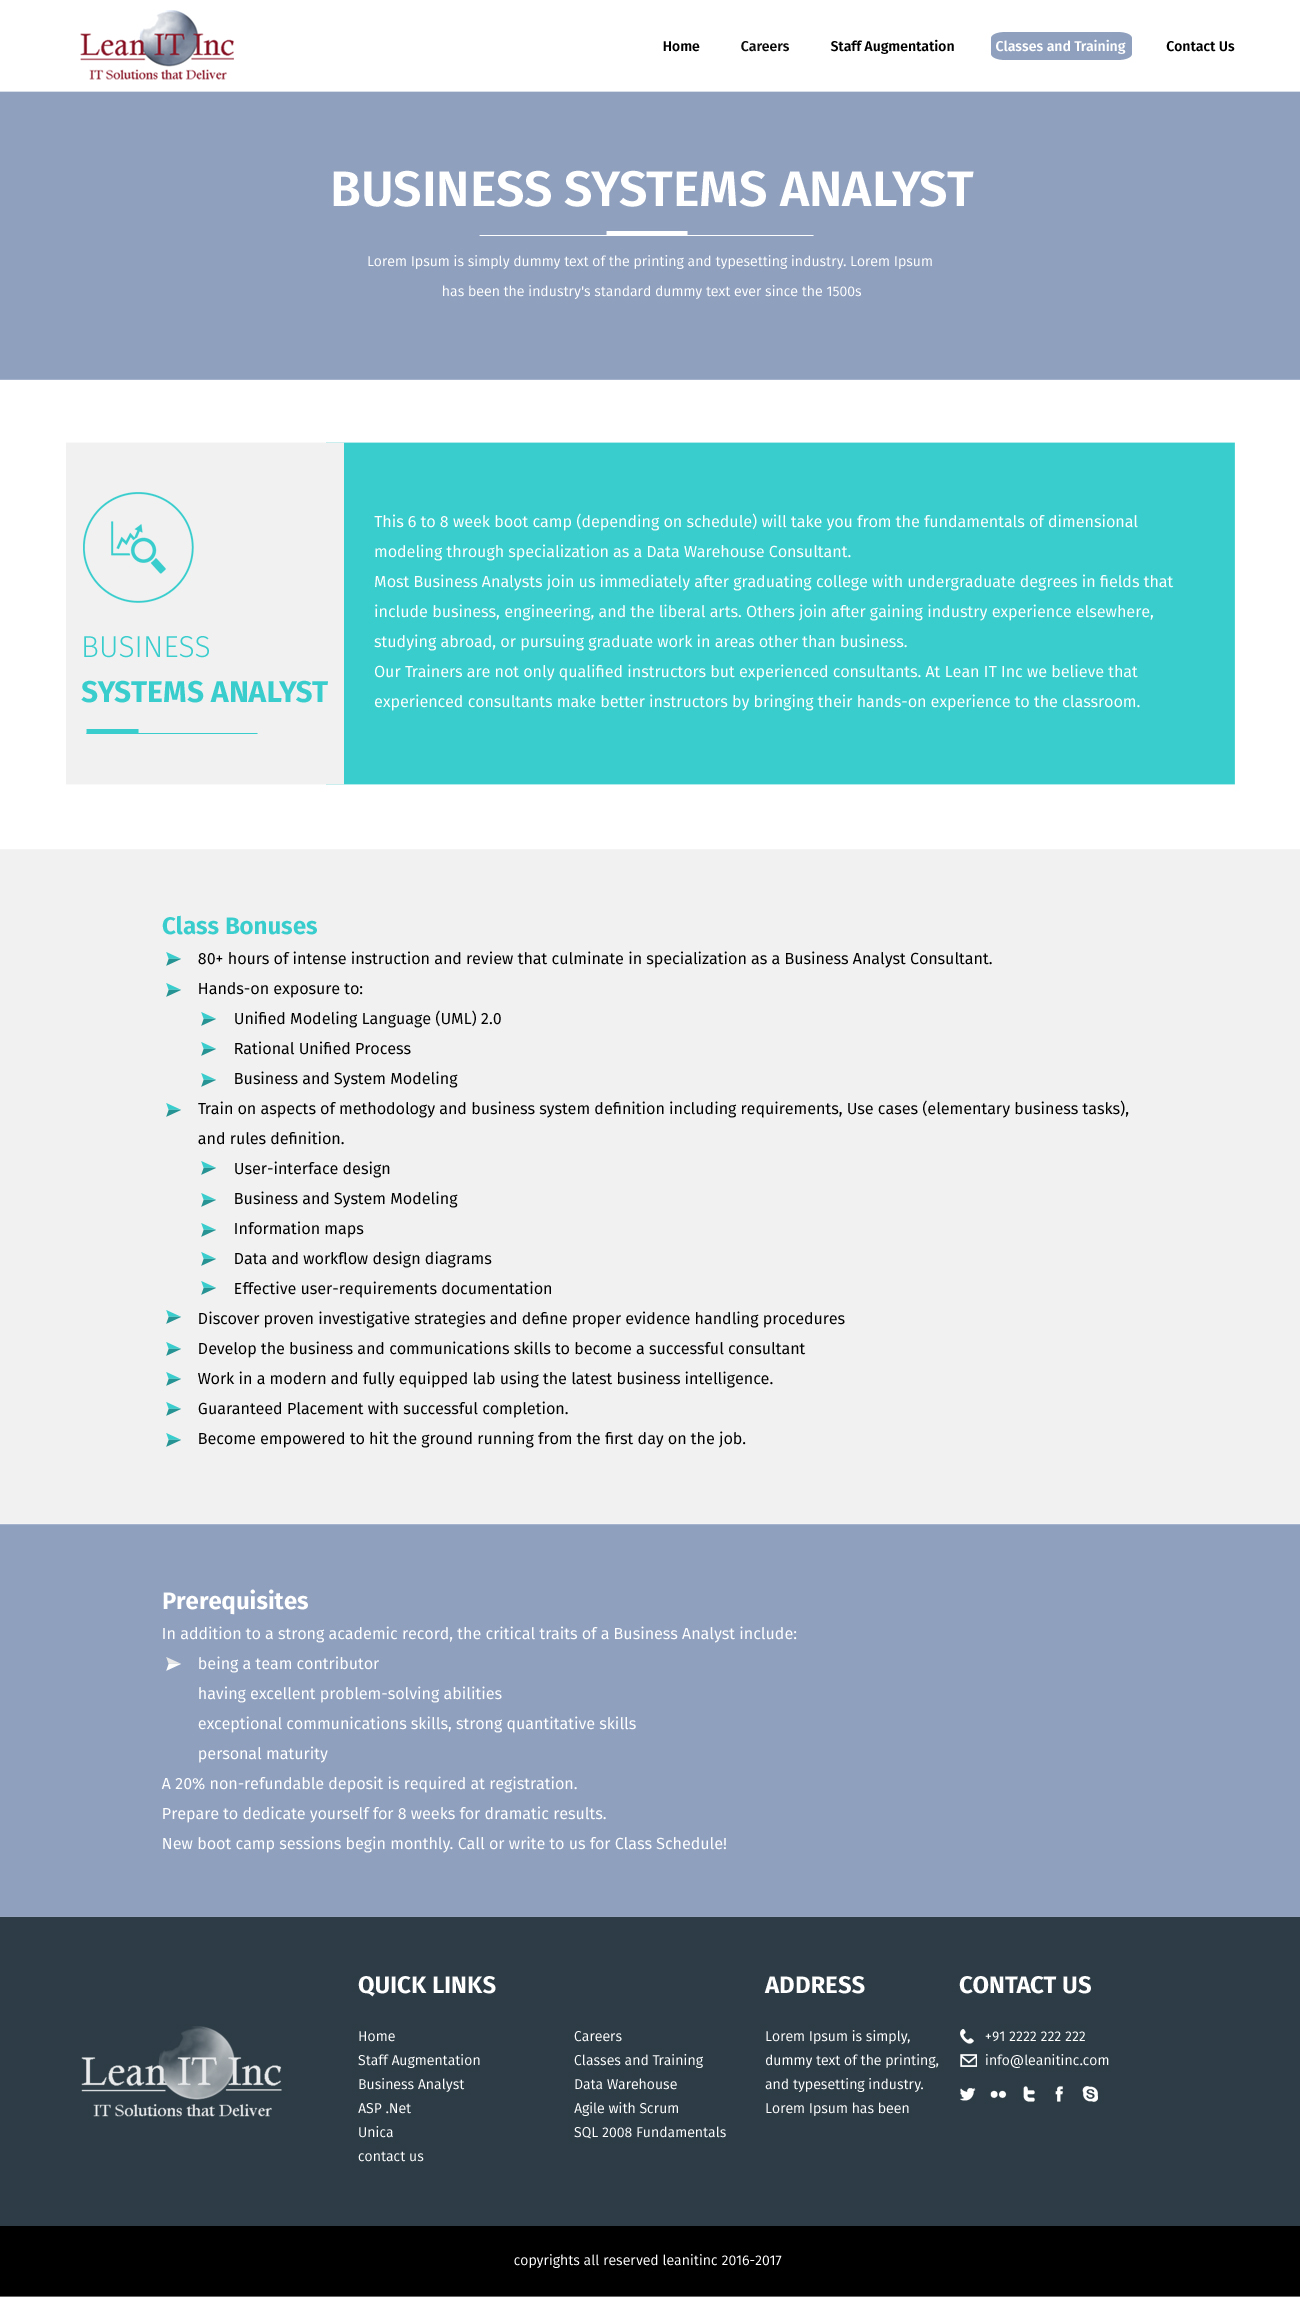 Lean IT Inc
IT Solutions that Deliver
Home
Careers
Staff Augmentation
Classes and Training
Contact Us
BUSINESS SYSTEMS ANALYST
Lorem Ipsum is simply dummy text of the printing and typesetting industry. Lorem Ipsum
has been the industry's standard dummy text ever since the 1500s
BUSINESS
SYSTEMS ANALYST
This 6 to 8 week boot camp (depending on schedule) will take you from the fundamentals of dimensional
modeling through specialization as a Data Warehouse Consultant.
Most Business Analysts join us immediately after graduating college with undergraduate degrees in fields that
include business, engineering, and the liberal arts. Others join after gaining industry experience elsewhere,
studying abroad, or pursuing graduate work in areas other than business.
Our Trainers are not only qualified instructors but experienced consultants. At Lean IT Inc we believe that
experienced consultants make better instructors by bringing their hands-on experience to the classroom.
Class Bonuses
80+ hours of intense instruction and review that culminate in specialization as a Business Analyst Consultant.
Hands-on exposure to:
Unified Modeling Language (UML) 2.0
Rational Unified Process
Business and System Modeling
Train on aspects of methodology and business system definition including requirements, Use cases (elementary business tasks),
and rules definition.
User-interface design
Business and System Modeling
Information maps
Data and workflow design diagrams
Effective user-requirements documentation
Discover proven investigative strategies and define proper evidence handling procedures
Develop the business and communications skills to become a successful consultant
Work in a modern and fully equipped lab using the latest business intelligence.
Guaranteed Placement with successful completion.
Become empowered to hit the ground running from the first day on the job.
Prerequisites
In addition to a strong academic record, the critical traits of a Business Analyst include:
being a team contributor
having excellent problem-solving abilities
exceptional communications skills, strong quantitative skills
personal maturity
A 20% non-refundable deposit is required at registration.
Prepare to dedicate yourself for 8 weeks for dramatic results.
New boot camp sessions begin monthly. Call or write to us for Class Schedule!
Lean IT Inc
IT Solutions that Deliver
QUICK LINKS
Home
Staff Augmentation
Business Analyst
ASP .Net
Unica
contact us
Careers
Classes and Training
Data Warehouse
Agile with Scrum
SQL 2008 Fundamentals
ADDRESS
Lorem Ipsum is simply,
dummy text of the printing,
and typesetting industry.
Lorem Ipsum has been
CONTACT US
+91 2222 222 222
info@leanitinc.com
copyrights all reserved leanitinc 2016-2017